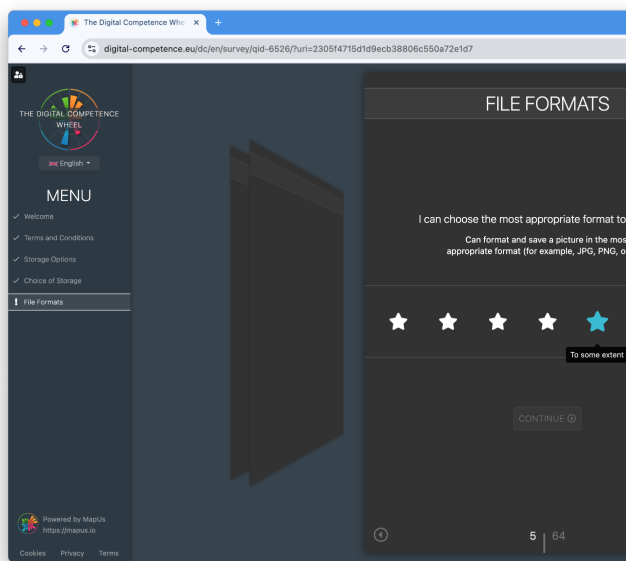 The Digital Competence Whe
digital-competence.eu/dc/en/survey/qid-6526/?uri=2305f4715d1d9ecb38806c550a72e1d7
THE DIGITAL COMPETENCE
WHEEL
English
MENU
Welcome
Terms and Conditions
Storage Options
Choice of Storage
File Formats
Powered by MapUs
https://mapus.io
Cookies Privacy Terms
FILE FORMATS
I can choose the most appropriate format to
Can format and save a picture in the mos
appropriate format (for example, JPG, PNG, o
To some extent
CONTINUE
5 | 64